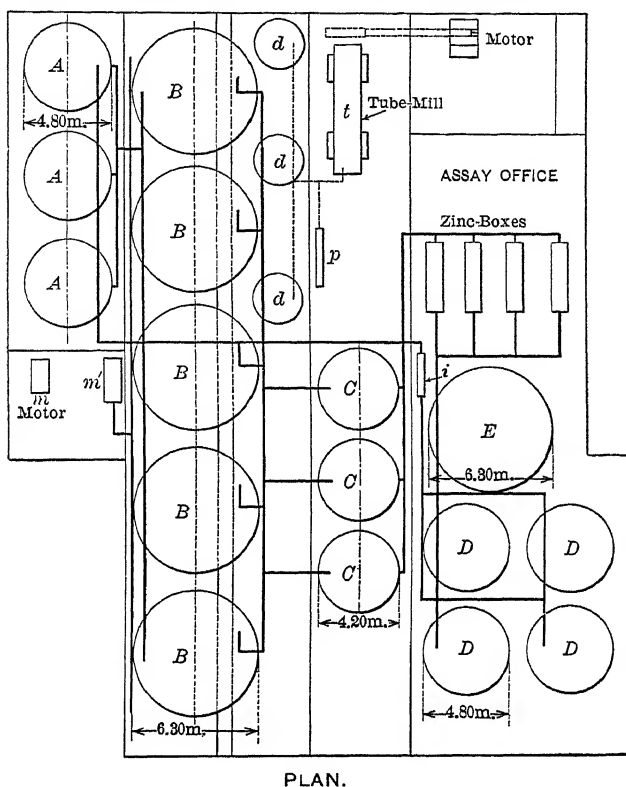 A
4.80m.
A
A
m
m′
Motor
B
B
B
B
B
6.30m.
d
d
d
t
Tube-Mill
Motor
p
ASSAY OFFICE
Zinc-Boxes
i
C
C
C
4.20m.
E
6.30m.
D
D
D
D
4.80m.
PLAN.